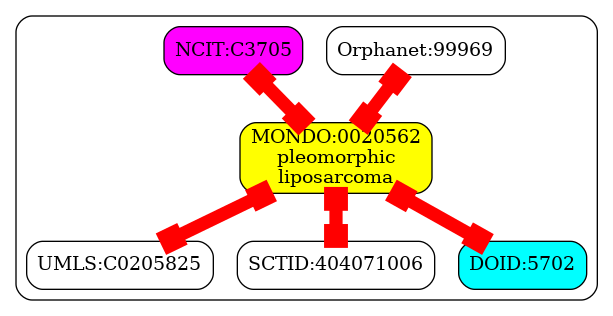 NCIT:C3705
Orphanet:99969
MONDO:0020562
pleomorphic
liposarcoma
UMLS:C0205825
SCTID:404071006
DOID:5702